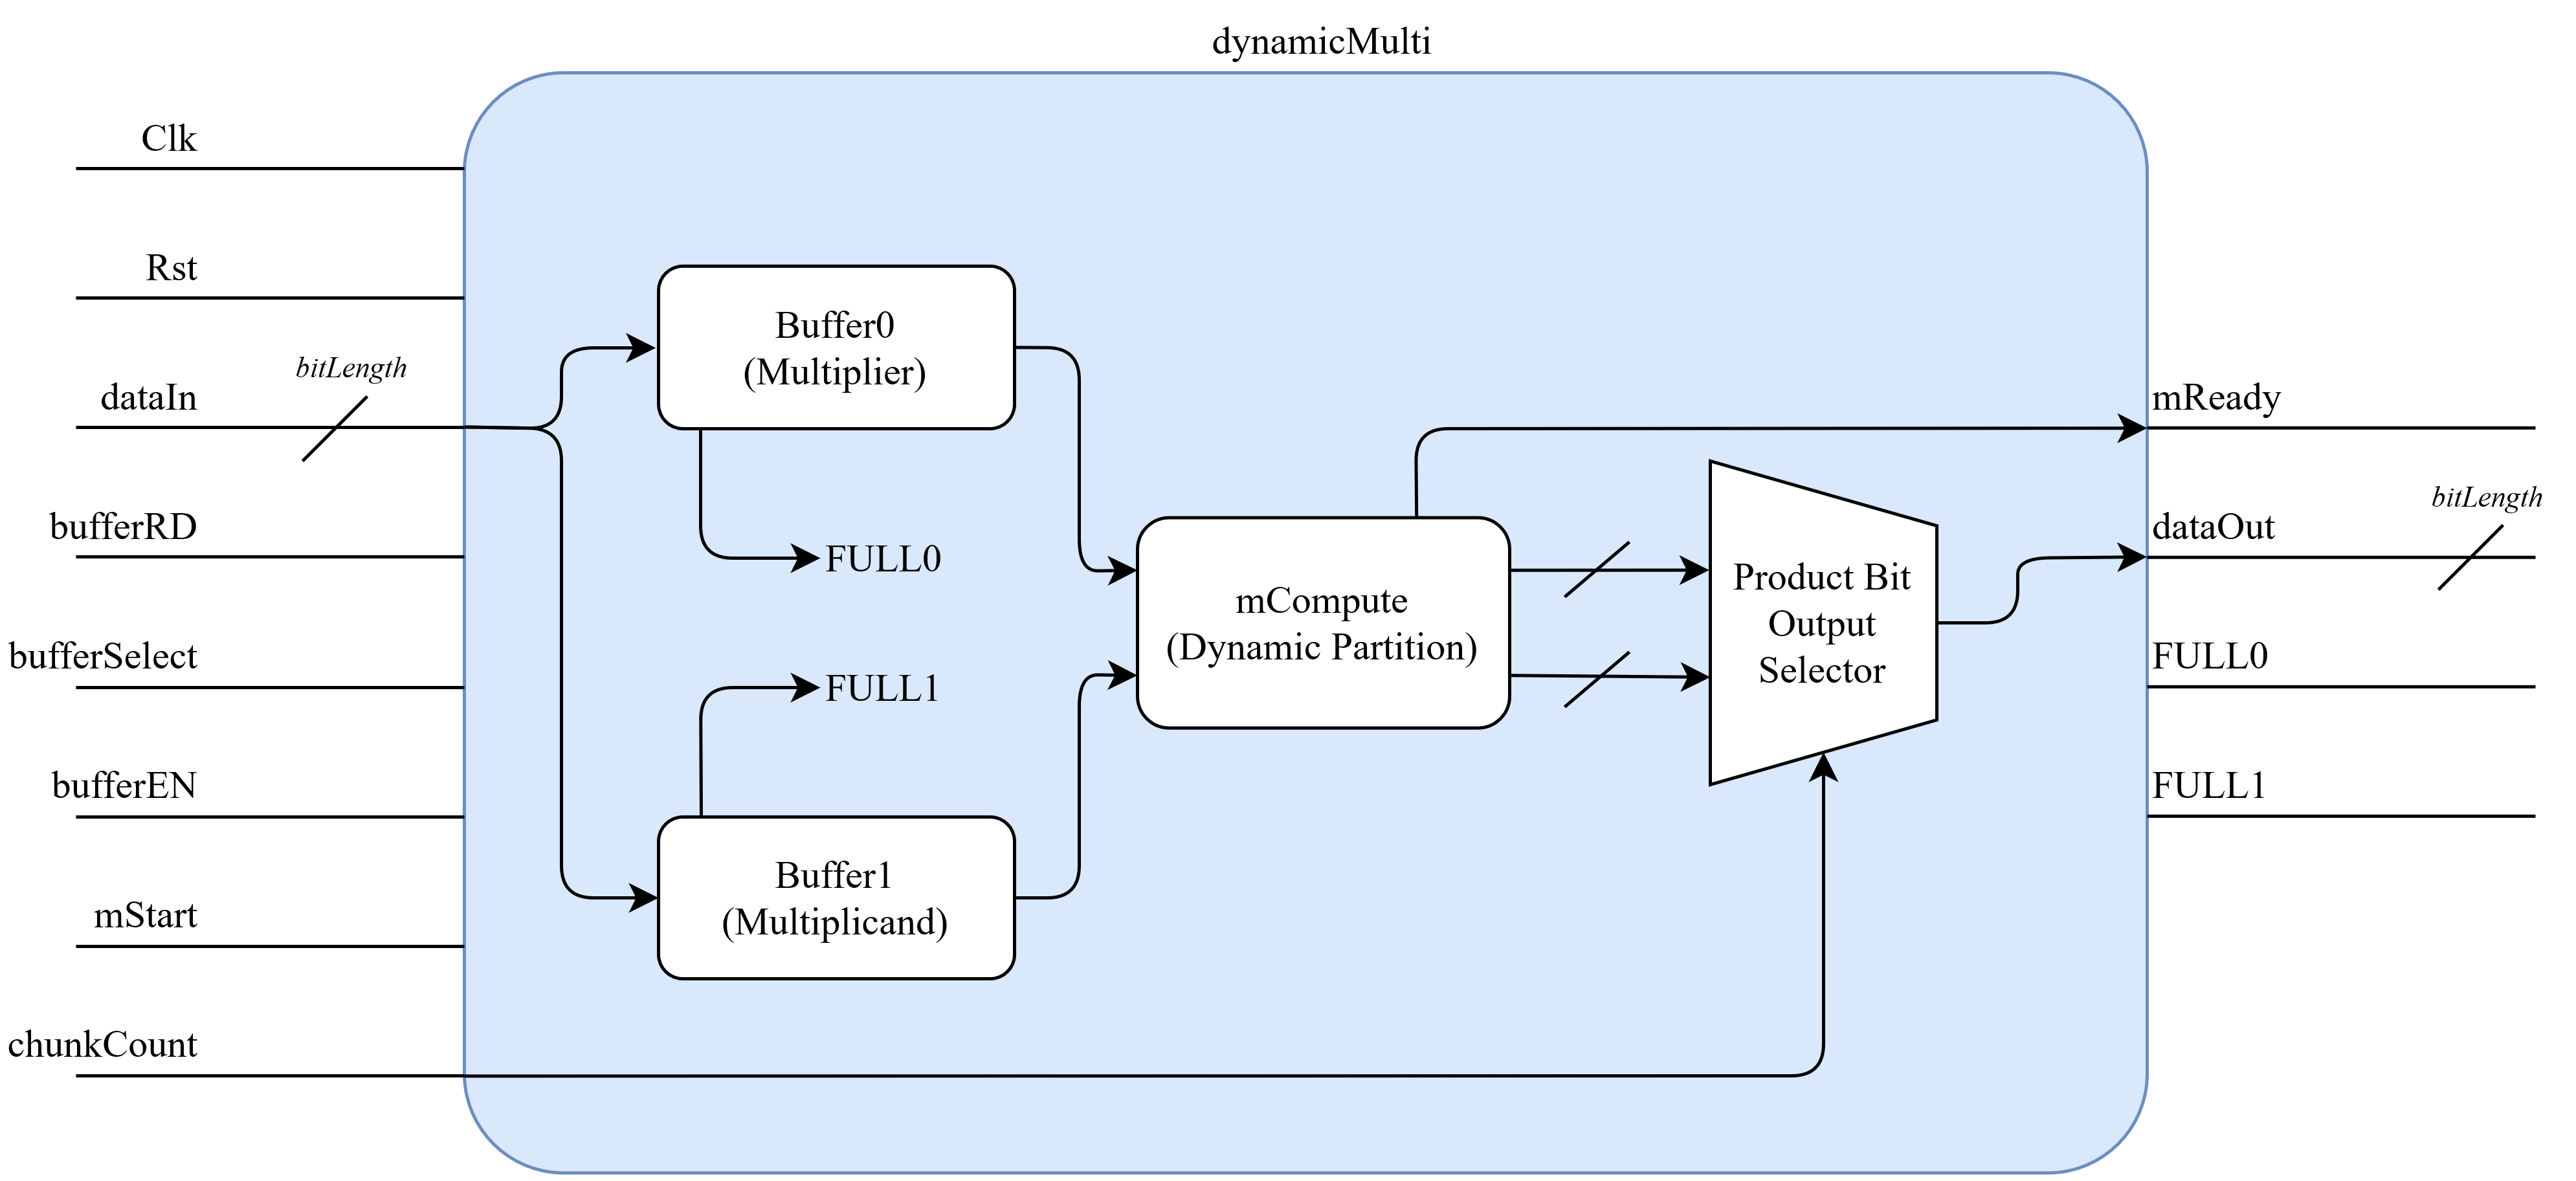 dynamicMulti
Clk
Rst
bitLength
dataIn
bufferRD
bufferSelect
bufferEN
mStart
chunkCount
Buffer0
(Multiplier)
FULL0
FULL1
Buffer1
(Multiplicand)
mCompute
(Dynamic Partition)
Product Bit
Output
Selector
mReady
bitLength
dataOut
FULL0
FULL1